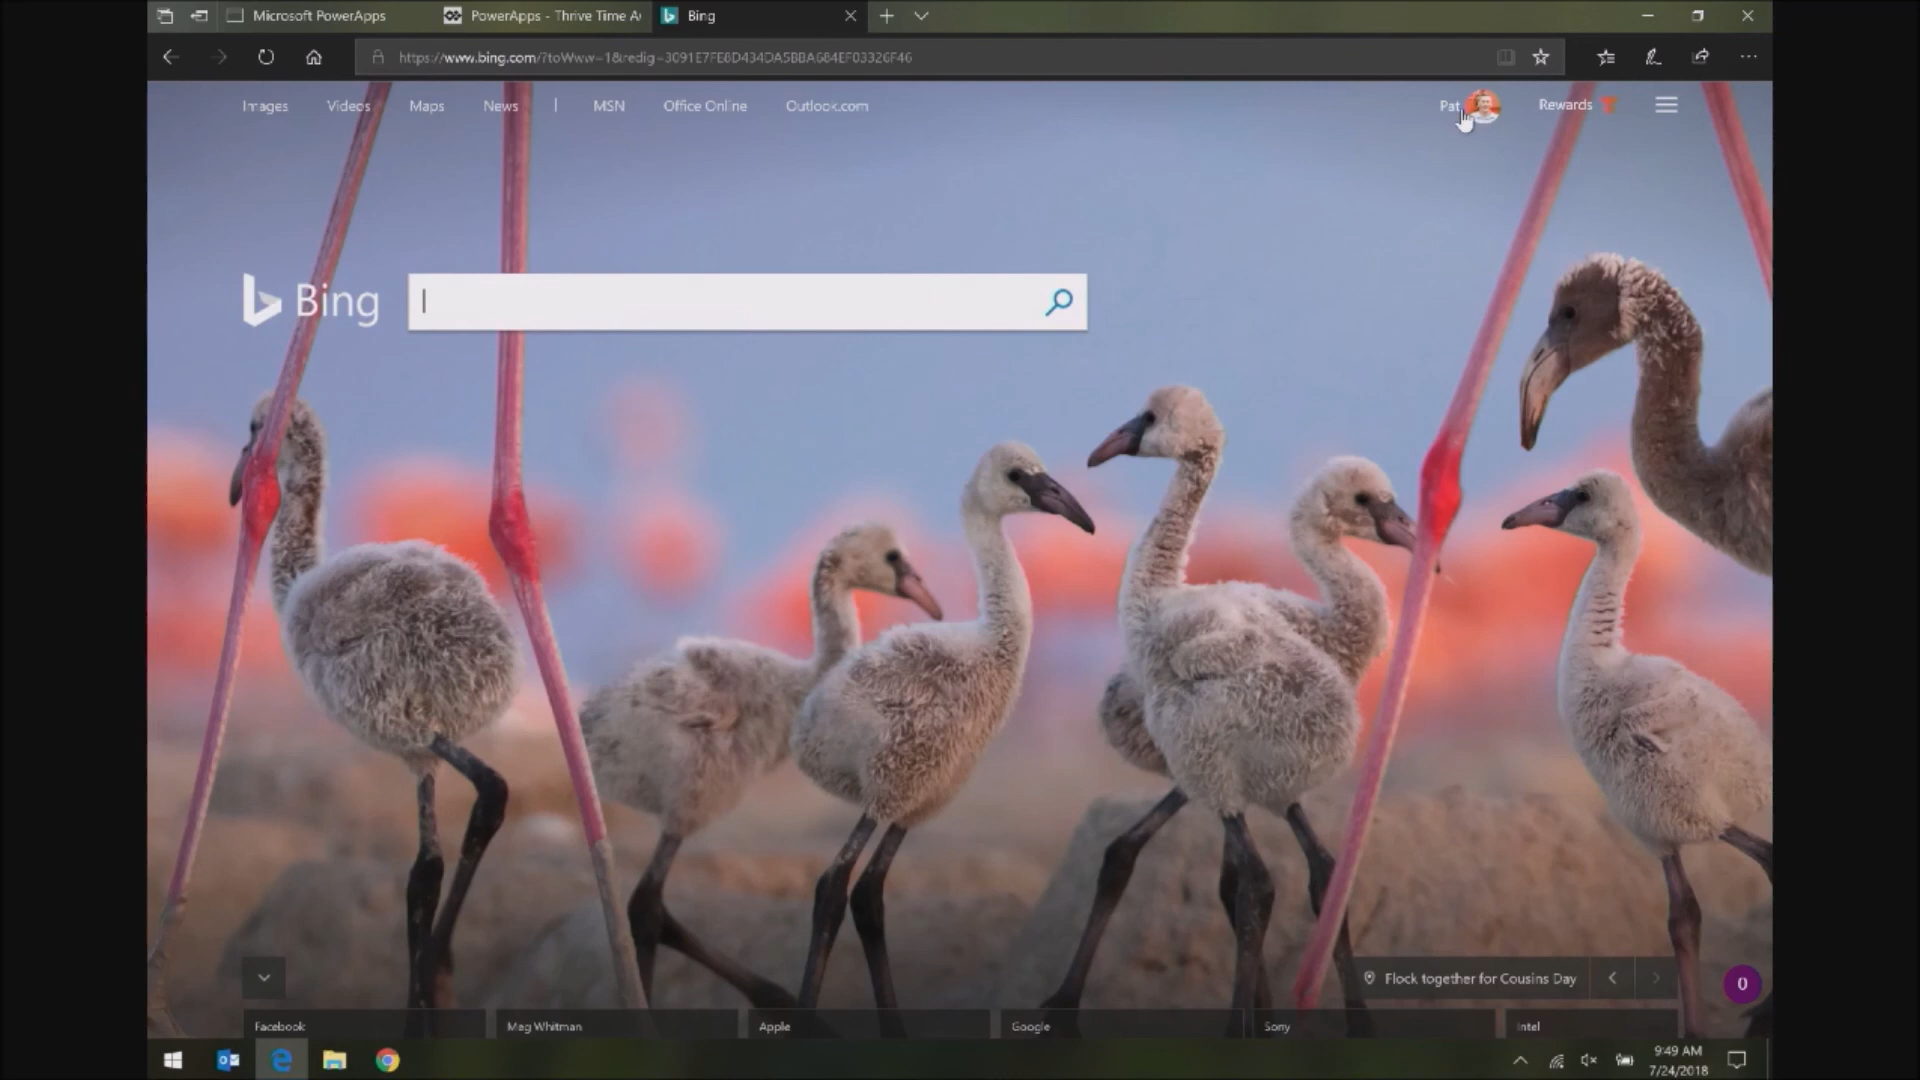 Microsoft PowerApps
PowerApps - Thrive Time A
Bing
https://www.bing.com/?toWww=1&redig=3091E7FE8D434DA5BBA684EF03326F46
Images Videos Maps News | MSN Office Online Outlook.com
Pat Rewards
Bing
Flock together for Cousins Day
0
Facebook Meg Whitman Apple Google Sony Intel
9:49 AM
7/24/2018